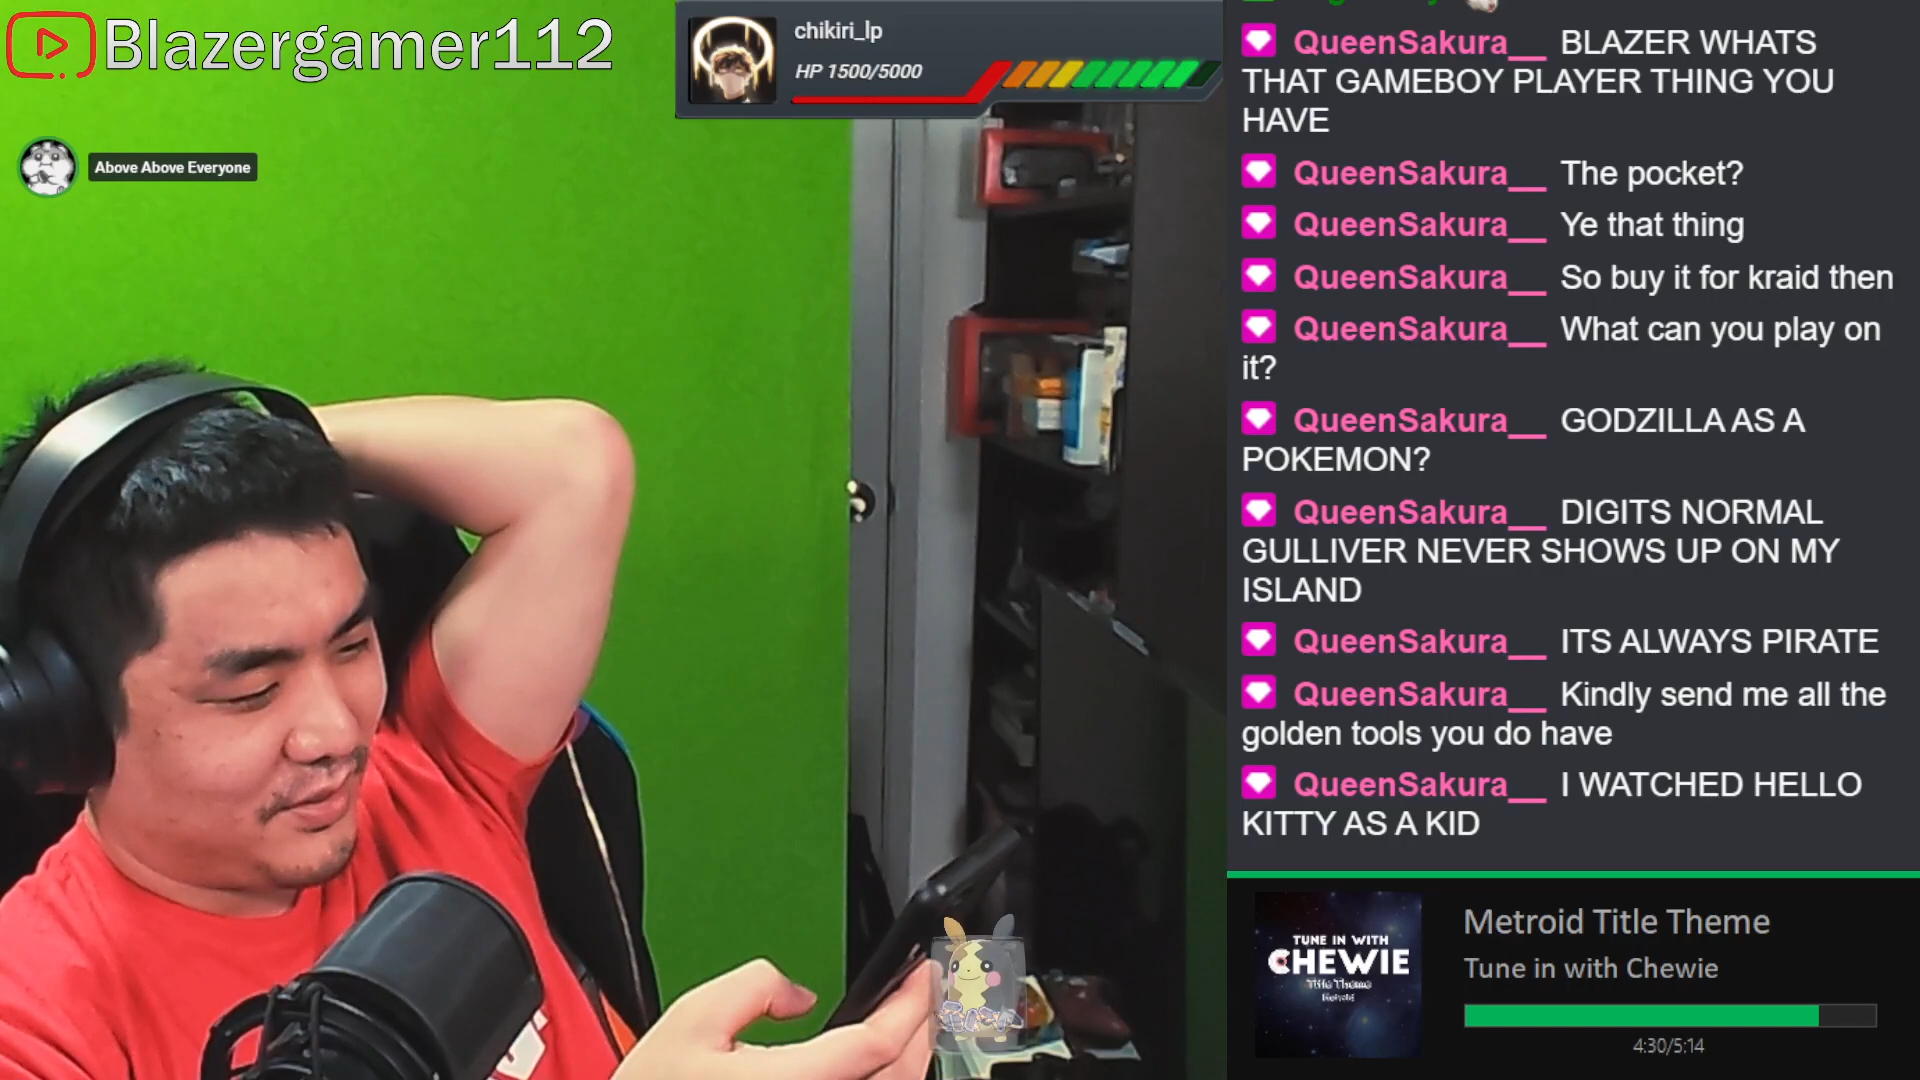 Blazergamer112
chikiri_lp
HP 1500/5000
Above Above Everyone
QueenSakura__ BLAZER WHATS
THAT GAMEBOY PLAYER THING YOU
HAVE
QueenSakura__ The pocket?
QueenSakura__ Ye that thing
QueenSakura__ So buy it for kraid then
QueenSakura__ What can you play on
it?
QueenSakura__ GODZILLA AS A
POKEMON?
QueenSakura__ DIGITS NORMAL
GULLIVER NEVER SHOWS UP ON MY
ISLAND
QueenSakura__ ITS ALWAYS PIRATE
QueenSakura__ Kindly send me all the
golden tools you do have
QueenSakura__ I WATCHED HELLO
KITTY AS A KID
TUNE IN WITH
CHEWIE
Title Theme
Metroid
Metroid Title Theme
Tune in with Chewie
4:30/5:14